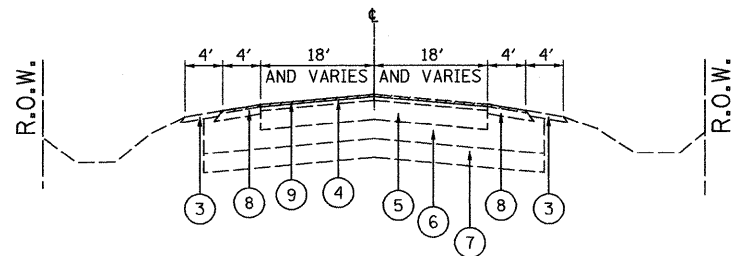 ℄
4' 4' 18' 18' 4' 4'
AND VARIES AND VARIES
R.O.W.
R.O.W.
3 8 9 4 5 6 7 8 3